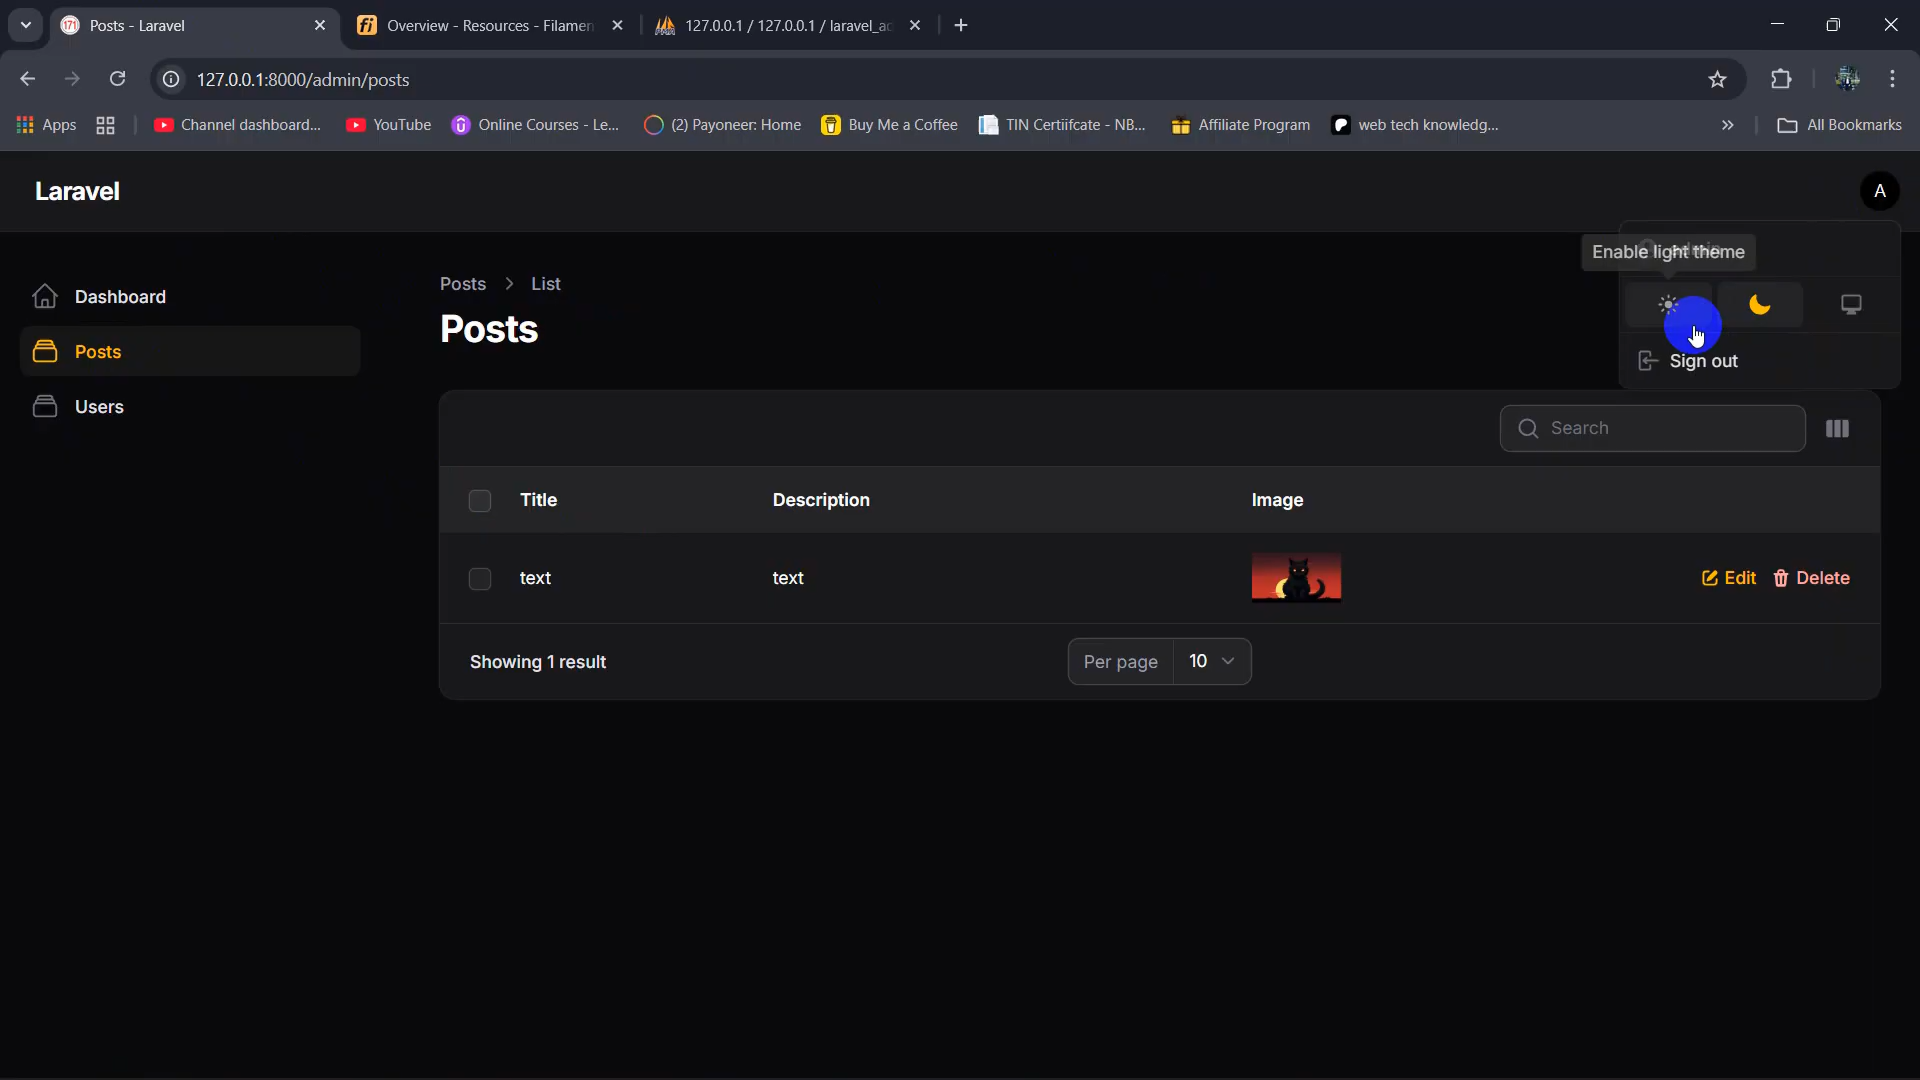 Posts - Laravel
Overview - Resources - Filamen
127.0.0.1 / 127.0.0.1 / laravel_ac
127.0.0.1:8000/admin/posts
Apps
Channel dashboard...
YouTube
Online Courses - Le...
(2) Payoneer: Home
Buy Me a Coffee
TIN Certiifcate - NB...
Affiliate Program
web tech knowledg...
All Bookmarks
Laravel
A
Enable light theme
Dashboard
Posts
Users
Posts > List
Posts
Sign out
Search
Title Description Image
text text
Edit Delete
Showing 1 result
Per page 10